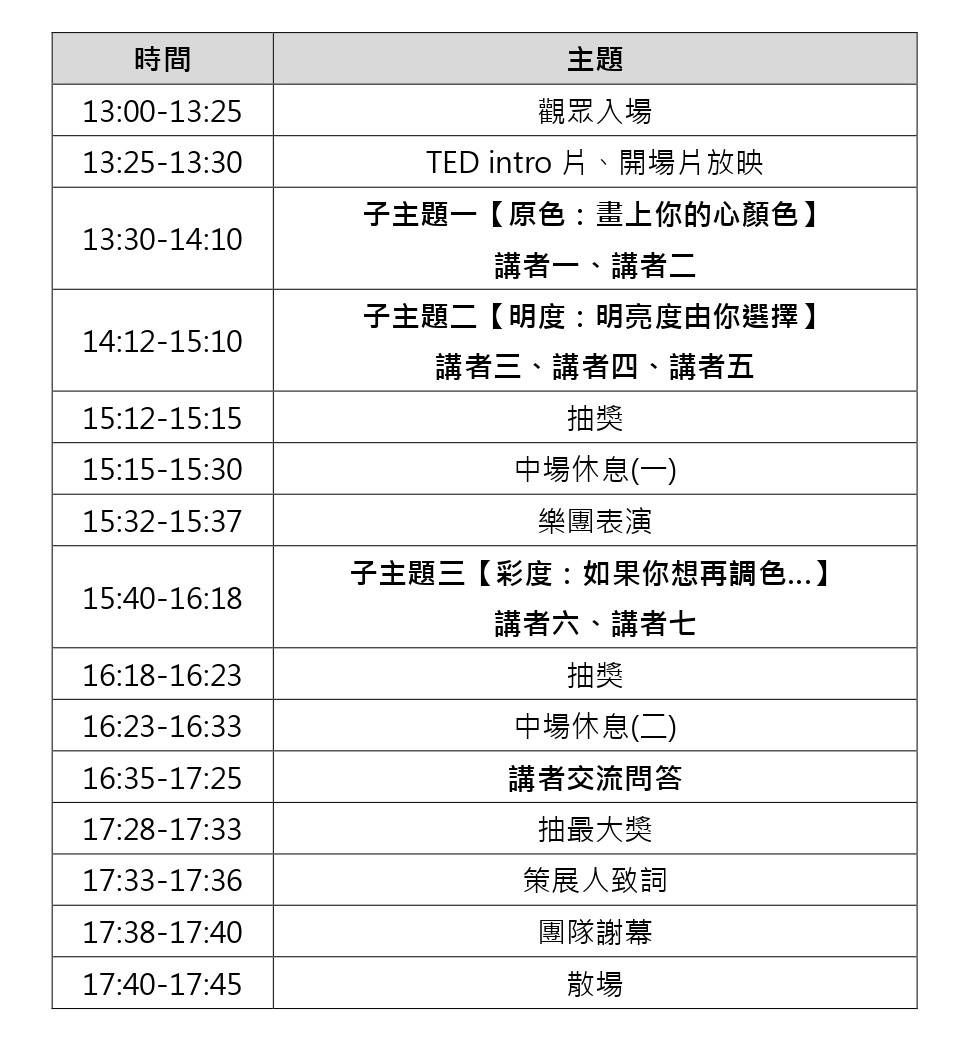 時間 主題
13:00-13:25 觀眾入場
13:25-13:30 TED intro 片、開場片放映
13:30-14:10 子主題一【原色：畫上你的心顏色】
講者一、講者二
14:12-15:10 子主題二【明度：明亮度由你選擇】
講者三、講者四、講者五
15:12-15:15 抽獎
15:15-15:30 中場休息(一)
15:32-15:37 樂團表演
15:40-16:18 子主題三【彩度：如果你想再調色...】
講者六、講者七
16:18-16:23 抽獎
16:23-16:33 中場休息(二)
16:35-17:25 講者交流問答
17:28-17:33 抽最大獎
17:33-17:36 策展人致詞
17:38-17:40 團隊謝幕
17:40-17:45 散場